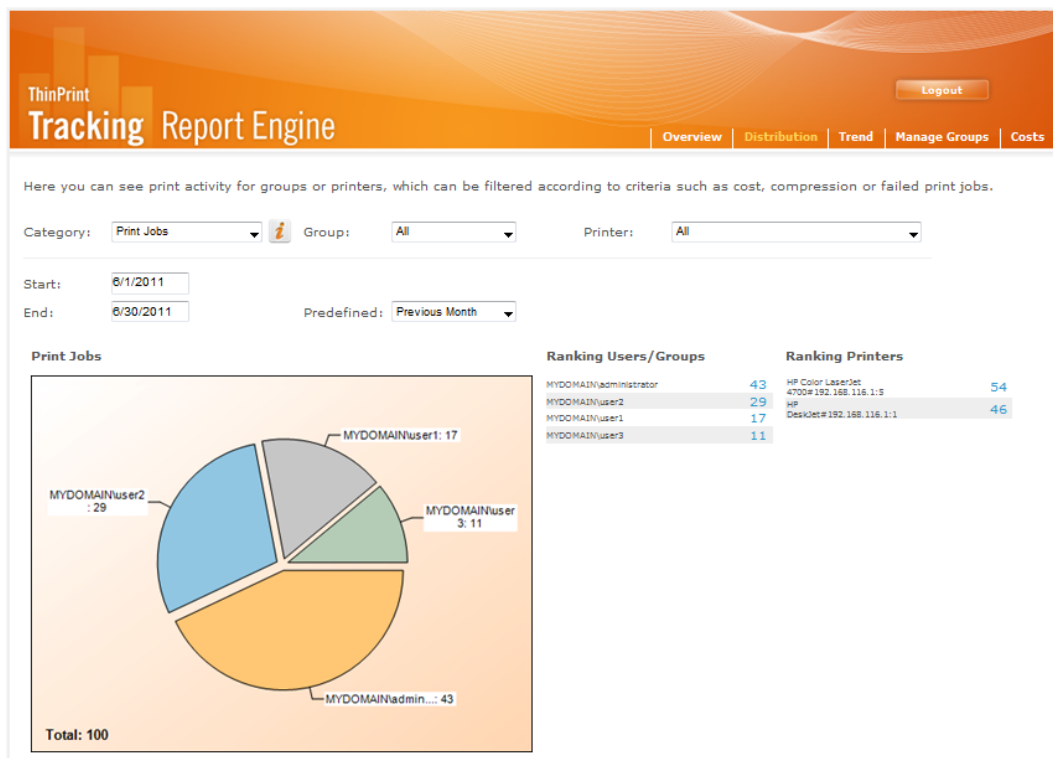 ThinPrint
Tracking Report Engine
Logout
Overview Distribution Trend Manage Groups Costs
Here you can see print activity for groups or printers, which can be filtered according to criteria such as cost, compression or failed print jobs.
Category: Print Jobs i Group: All Printer: All
Start: 6/1/2011
End: 6/30/2011 Predefined: Previous Month
Print Jobs
MYDOMAIN\user1: 17
MYDOMAIN\user2
: 29
MYDOMAIN\user
3: 11
MYDOMAIN\admin...: 43
Total: 100
Ranking Users/Groups
MYDOMAIN\administrator 43
MYDOMAIN\user2 29
MYDOMAIN\user1 17
MYDOMAIN\user3 11
Ranking Printers
HP Color LaserJet
4700#192.168.116.1:5 54
HP
DeskJet#192.168.116.1:1 46